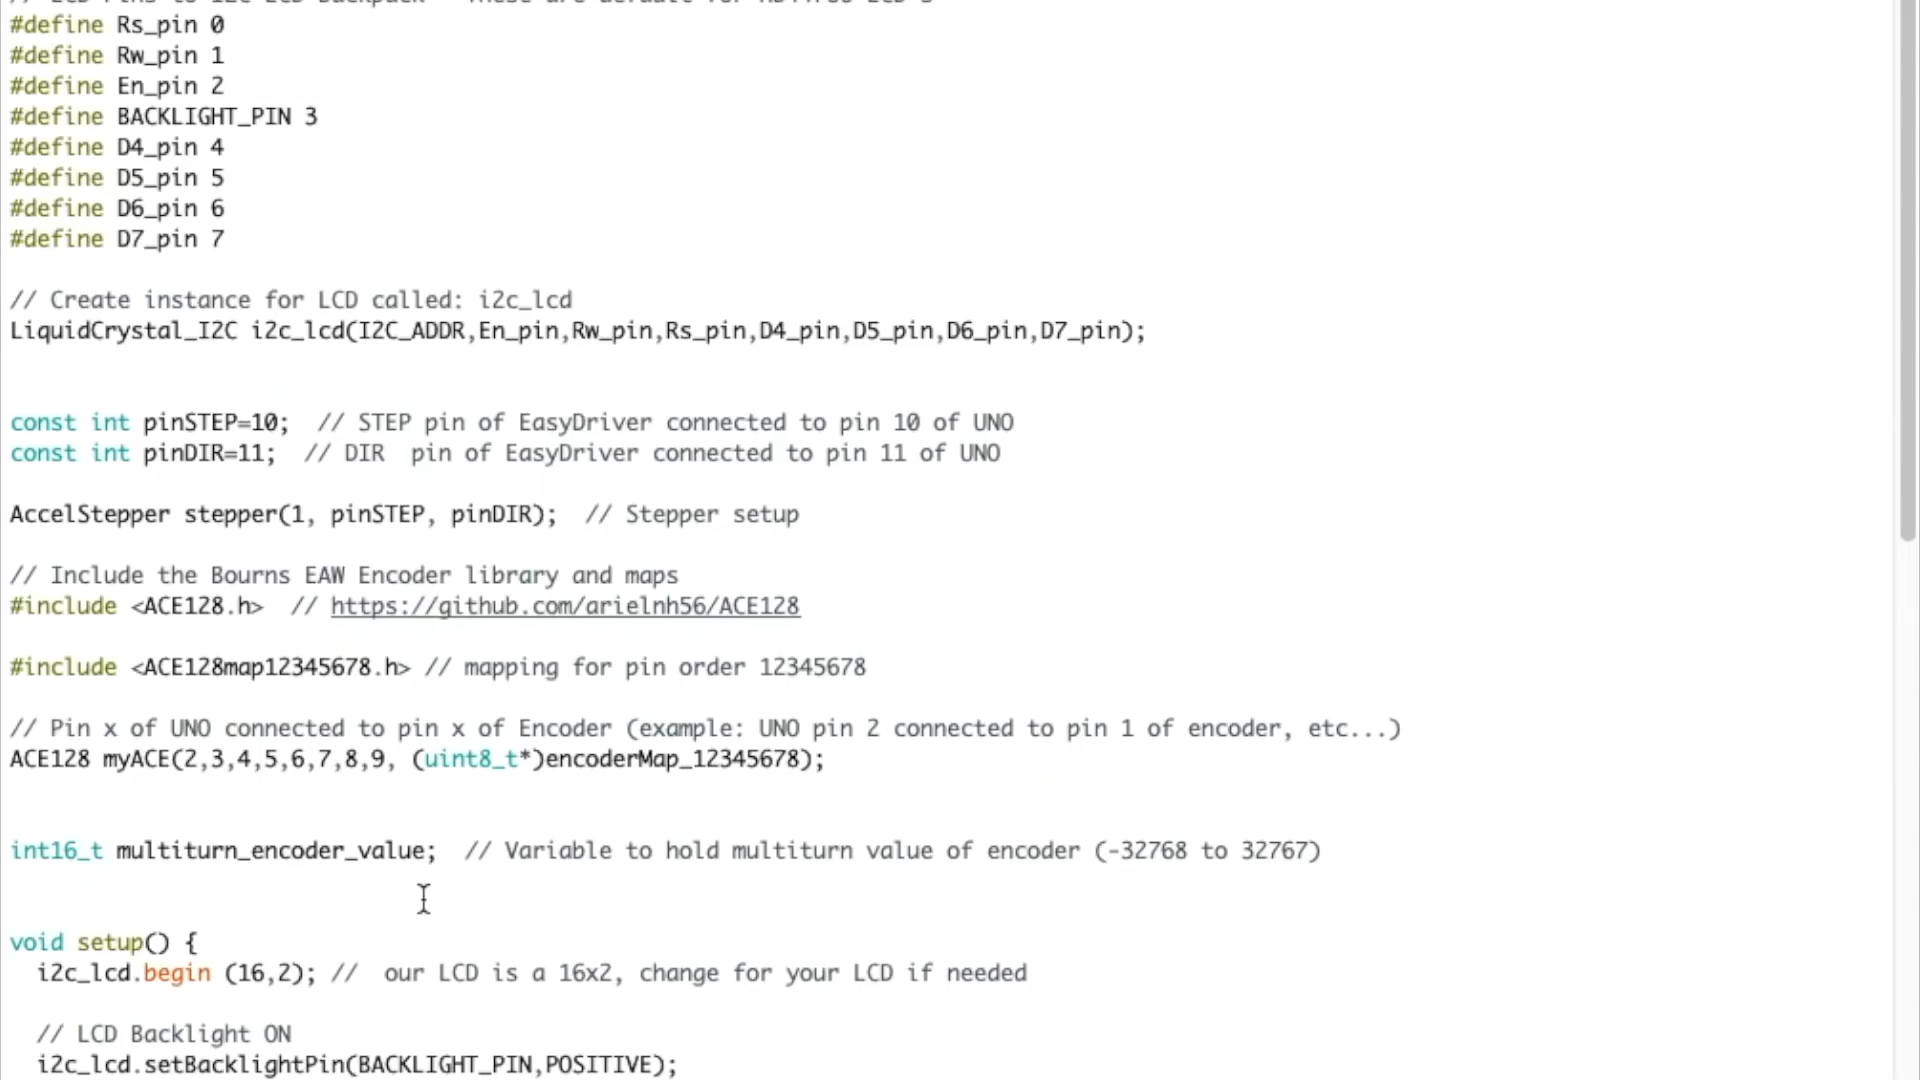 #define Rs_pin 0
#define Rw_pin 1
#define En_pin 2
#define BACKLIGHT_PIN 3
#define D4_pin 4
#define D5_pin 5
#define D6_pin 6
#define D7_pin 7
// Create instance for LCD called: i2c_lcd
LiquidCrystal_I2C i2c_lcd(I2C_ADDR,En_pin,Rw_pin,Rs_pin,D4_pin,D5_pin,D6_pin,D7_pin);
const int pinSTEP=10;  // STEP pin of EasyDriver connected to pin 10 of UNO
const int pinDIR=11;  // DIR  pin of EasyDriver connected to pin 11 of UNO
AccelStepper stepper(1, pinSTEP, pinDIR);  // Stepper setup
// Include the Bourns EAW Encoder library and maps
#include <ACE128.h>  // https://github.com/arielnh56/ACE128
#include <ACE128map12345678.h> // mapping for pin order 12345678
// Pin x of UNO connected to pin x of Encoder (example: UNO pin 2 connected to pin 1 of encoder, etc...)
ACE128 myACE(2,3,4,5,6,7,8,9, (uint8_t*)encoderMap_12345678);
int16_t multiturn_encoder_value;  // Variable to hold multiturn value of encoder (-32768 to 32767)
void setup() {
  i2c_lcd.begin (16,2); //  our LCD is a 16x2, change for your LCD if needed
  // LCD Backlight ON
  i2c_lcd.setBacklightPin(BACKLIGHT_PIN,POSITIVE);